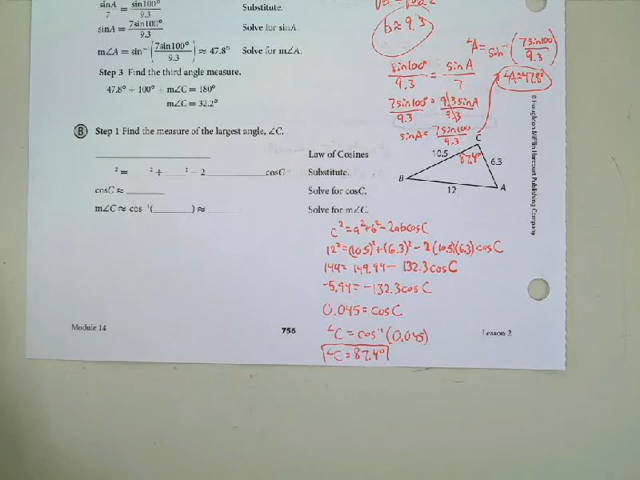 sinA/7 = sin100°/9.3 Substitute.
sinA = 7sin100°/9.3 Solve for sinA.
m∠A = sin⁻¹(7sin100°/9.3) ≈ 47.8° Solve for m∠A.
Step 3 Find the third angle measure.
47.8° + 100° + m∠C = 180°
m∠C = 32.2°
b ≈ 9.3
sin100°/9.3 = sinA/7
7sin100°/9.3 = 9.3sinA/9.3
sinA = 7sin100/9.3
∠A = sin⁻¹(7sin100/9.3)
∠A ≈ 47.8°
B Step 1 Find the measure of the largest angle, ∠C.
Law of Cosines
² = ² + ² − 2 cosC Substitute.
cosC ≈ Solve for cosC.
m∠C ≈ cos⁻¹( ) ≈ Solve for m∠C.
C
10.5
87.4°
6.3
B
12
A
c² = a² + b² − 2abcosC
12² = (10.5)² + (6.3)² − 2(10.5)(6.3)cosC
144 = 149.94 − 132.3cosC
-5.94 = -132.3cosC
0.045 = cosC
∠C = cos⁻¹(0.045)
∠C = 87.4°
Module 14
756
Lesson 2
© Houghton Mifflin Harcourt Publishing Company